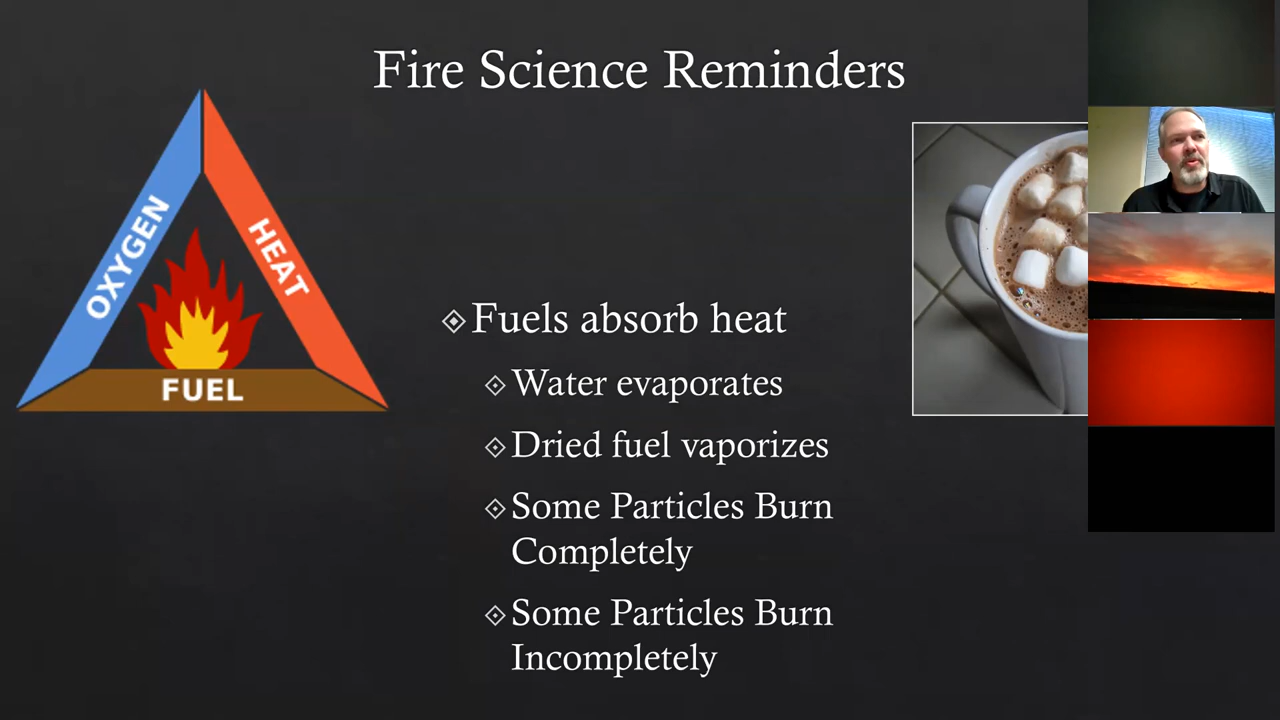 Fire Science Reminders
OXYGEN
HEAT
FUEL
Fuels absorb heat
Water evaporates
Dried fuel vaporizes
Some Particles Burn
Completely
Some Particles Burn
Incompletely